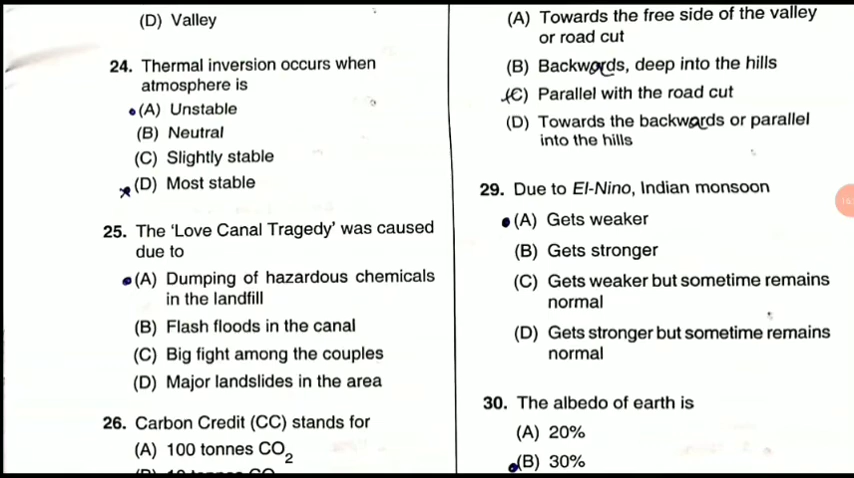 (D) Valley
24. Thermal inversion occurs when
atmosphere is
(A) Unstable
(B) Neutral
(C) Slightly stable
(D) Most stable
25. The ‘Love Canal Tragedy’ was caused
due to
(A) Dumping of hazardous chemicals
in the landfill
(B) Flash floods in the canal
(C) Big fight among the couples
(D) Major landslides in the area
26. Carbon Credit (CC) stands for
(A) 100 tonnes CO₂
(A) Towards the free side of the valley
or road cut
(B) Backwords, deep into the hills
(C) Parallel with the road cut
(D) Towards the backwards or parallel
into the hills
29. Due to El-Nino, Indian monsoon
(A) Gets weaker
(B) Gets stronger
(C) Gets weaker but sometime remains
normal
(D) Gets stronger but sometime remains
normal
30. The albedo of earth is
(A) 20%
(B) 30%